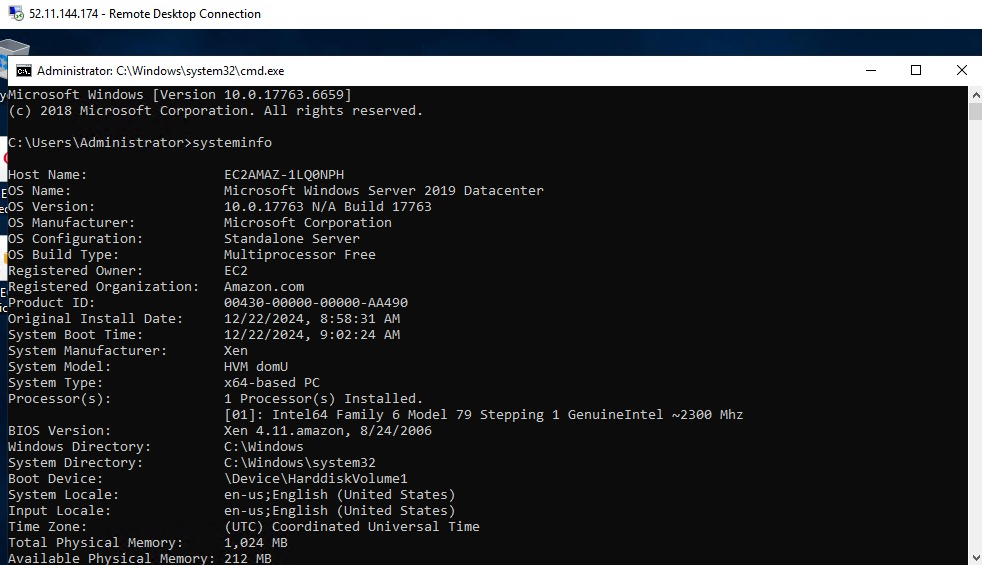 52.11.144.174 - Remote Desktop Connection
Administrator: C:\Windows\system32\cmd.exe
Microsoft Windows [Version 10.0.17763.6659]
(c) 2018 Microsoft Corporation. All rights reserved.
C:\Users\Administrator>systeminfo
Host Name: EC2AMAZ-1LQ0NPH
OS Name: Microsoft Windows Server 2019 Datacenter
OS Version: 10.0.17763 N/A Build 17763
OS Manufacturer: Microsoft Corporation
OS Configuration: Standalone Server
OS Build Type: Multiprocessor Free
Registered Owner: EC2
Registered Organization: Amazon.com
Product ID: 00430-00000-00000-AA490
Original Install Date: 12/22/2024, 8:58:31 AM
System Boot Time: 12/22/2024, 9:02:24 AM
System Manufacturer: Xen
System Model: HVM domU
System Type: x64-based PC
Processor(s): 1 Processor(s) Installed.
[01]: Intel64 Family 6 Model 79 Stepping 1 GenuineIntel ~2300 Mhz
BIOS Version: Xen 4.11.amazon, 8/24/2006
Windows Directory: C:\Windows
System Directory: C:\Windows\system32
Boot Device: \Device\HarddiskVolume1
System Locale: en-us;English (United States)
Input Locale: en-us;English (United States)
Time Zone: (UTC) Coordinated Universal Time
Total Physical Memory: 1,024 MB
Available Physical Memory: 212 MB